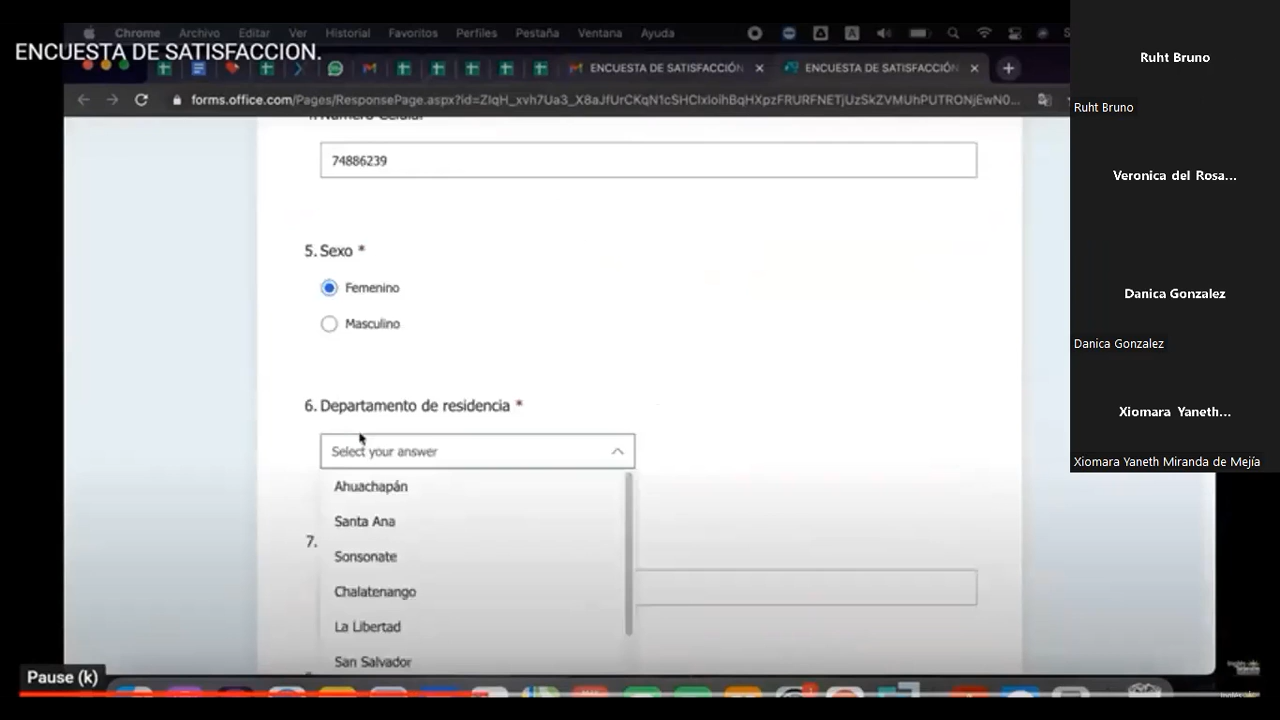 Chrome Archivo Editar Ver Historial Favoritos Perfiles Pestaña Ventana Ayuda
ENCUESTA DE SATISFACCION.
ENCUESTA DE SATISFACCIÓN
ENCUESTA DE SATISFACCIÓN
Número Celular
74886239
5. Sexo *
Femenino
Masculino
6. Departamento de residencia *
Select your answer
Ahuachapán
Santa Ana
7.
Sonsonate
Chalatenango
La Libertad
San Salvador
Pause (k)
Ruht Bruno
Ruht Bruno
Veronica del Rosa...
Danica Gonzalez
Danica Gonzalez
Xiomara Yaneth...
Xiomara Yaneth Miranda de Mejía